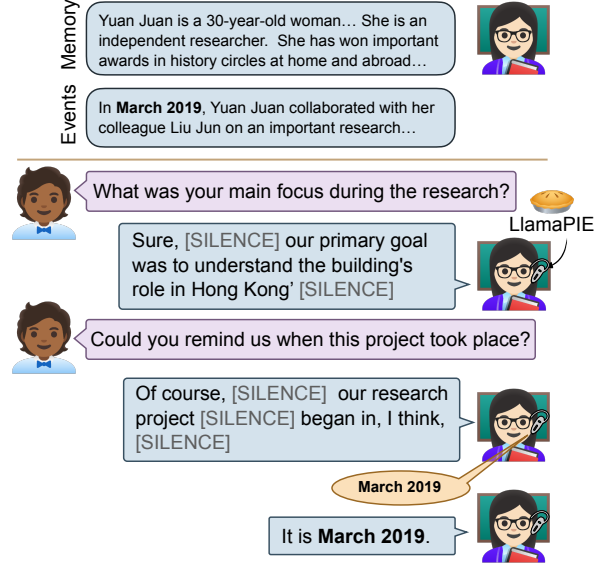 Memory
Yuan Juan is a 30-year-old woman… She is an
independent researcher.  She has won important
awards in history circles at home and abroad…
Events
In March 2019, Yuan Juan collaborated with her
colleague Liu Jun on an important research…
What was your main focus during the research?
LlamaPIE
Sure, [SILENCE] our primary goal
was to understand the building's
role in Hong Kong’ [SILENCE]
Could you remind us when this project took place?
Of course, [SILENCE]  our research
project [SILENCE] began in, I think,
[SILENCE]
March 2019
It is March 2019.